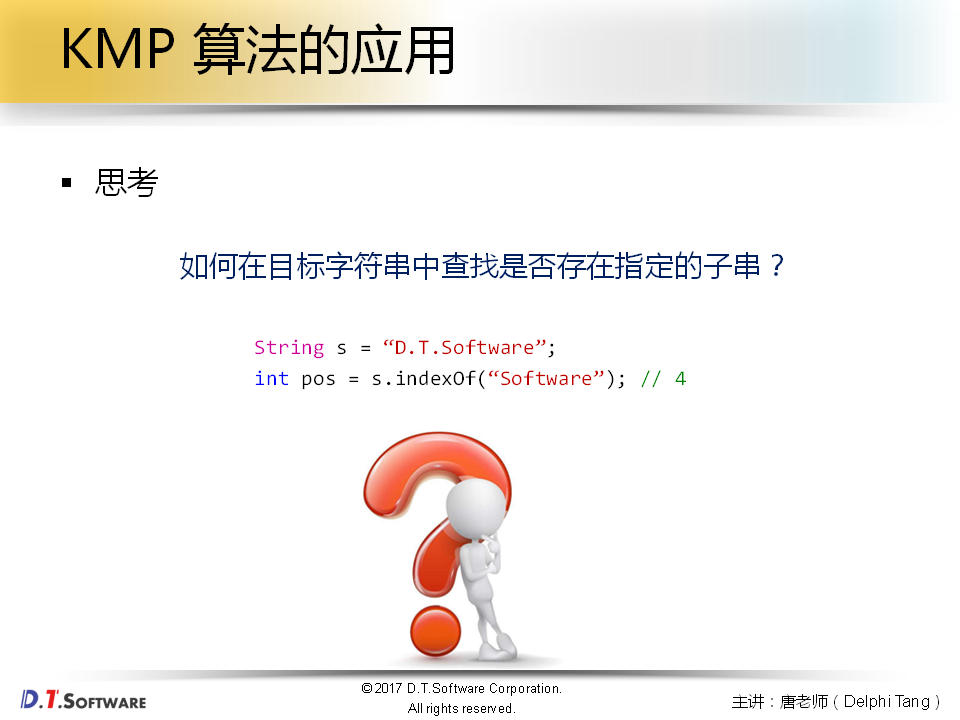 KMP 算法的应用
▪ 思考
如何在目标字符串中查找是否存在指定的子串？
String s = “D.T.Software”;
int pos = s.indexOf(“Software”); // 4
D.T.SOFTWARE
©2017 D.T.Software Corporation.
All rights reserved.
主讲：唐老师（Delphi Tang）